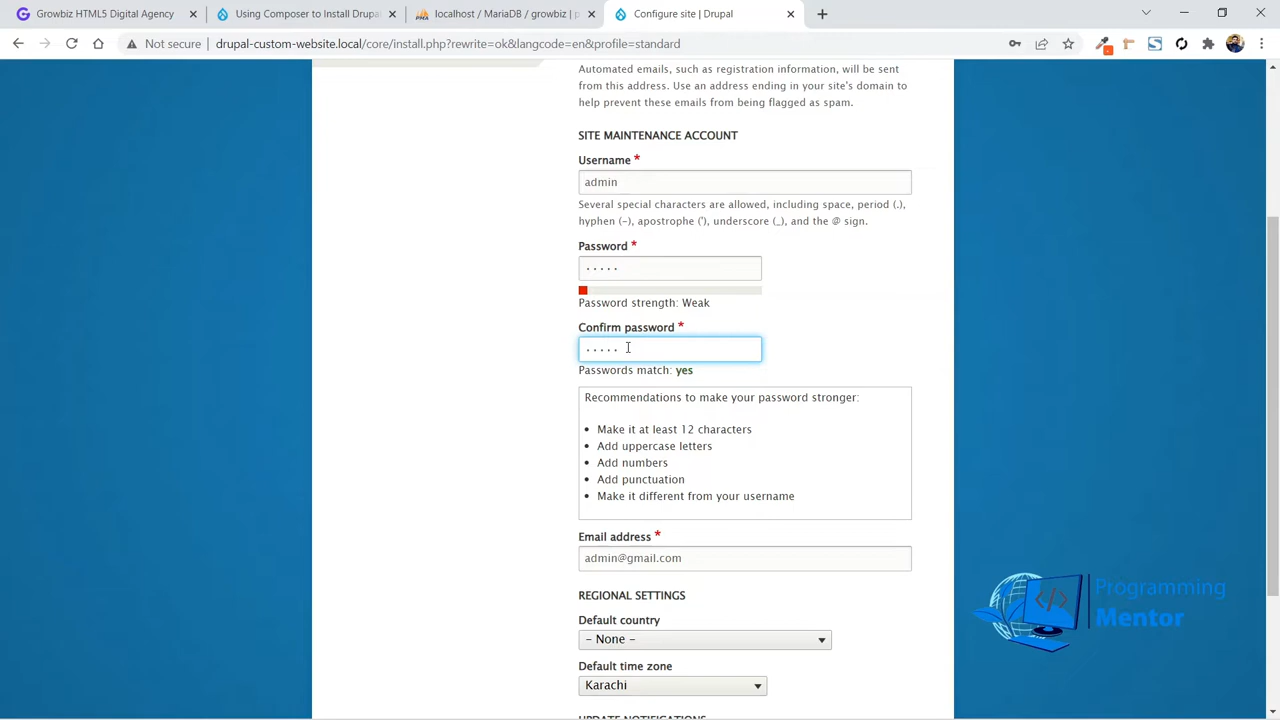 Growbiz HTML5 Digital Agency
Using Composer to Install Drupal
localhost / MariaDB / growbiz | p
Configure site | Drupal
Not secure
drupal-custom-website.local/core/install.php?rewrite=ok&langcode=en&profile=standard
Automated emails, such as registration information, will be sent
from this address. Use an address ending in your site's domain to
help prevent these emails from being flagged as spam.
SITE MAINTENANCE ACCOUNT
Username *
admin
Several special characters are allowed, including space, period (.),
hyphen (-), apostrophe ('), underscore (_), and the @ sign.
Password *
.....
Password strength: Weak
Confirm password *
.....
Passwords match: yes
Recommendations to make your password stronger:
• Make it at least 12 characters
• Add uppercase letters
• Add numbers
• Add punctuation
• Make it different from your username
Email address *
admin@gmail.com
Programming
Mentor
REGIONAL SETTINGS
Default country
- None -
Default time zone
Karachi
UPDATE NOTIFICATIONS